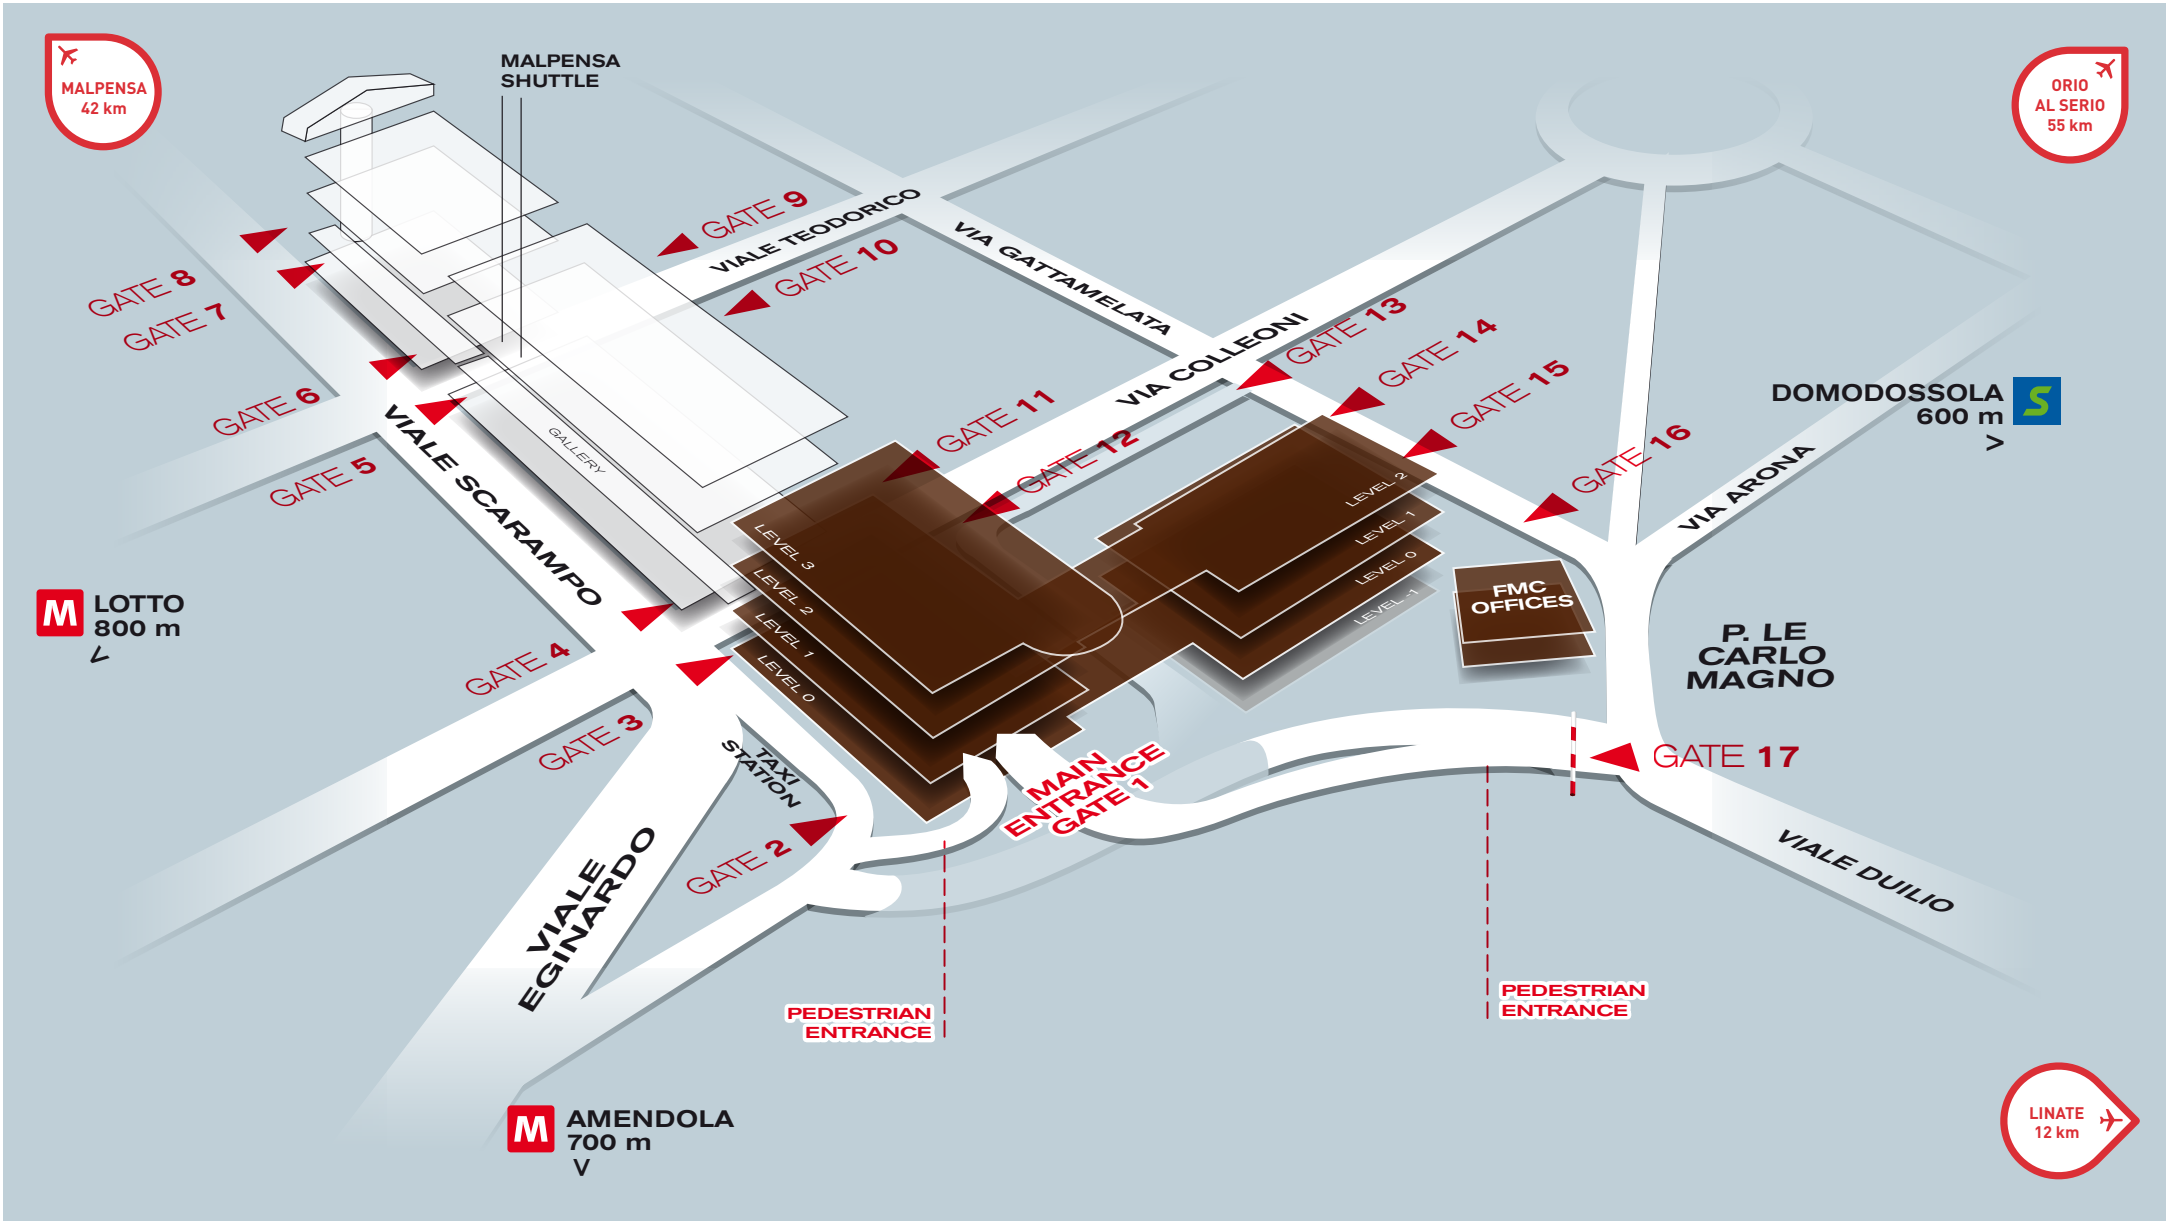 MALPENSA
42 km
MALPENSA
SHUTTLE
ORIO
AL SERIO
55 km
GATE 9
VIALE TEODORICO
GATE 10
VIA GATTAMELATA
GATE 8
GATE 7
GATE 6
GATE 5
VIALE SCARAMPO
GALLERY
GATE 11
GATE 12
VIA COLLEONI
GATE 13
GATE 14
GATE 15
GATE 16
DOMODOSSOLA
600 m
>
S
VIA ARONA
LEVEL 3
LEVEL 2
LEVEL 1
LEVEL 0
LEVEL 2
LEVEL 1
LEVEL 0
LEVEL -1
FMC
OFFICES
M
LOTTO
800 m
V
P. LE
CARLO
MAGNO
GATE 4
GATE 3
TAXI
STATION
MAIN
ENTRANCE
GATE 1
GATE 17
GATE 2
VIALE
EGINARDO
VIALE DUILIO
PEDESTRIAN
ENTRANCE
PEDESTRIAN
ENTRANCE
M
AMENDOLA
700 m
V
LINATE
12 km